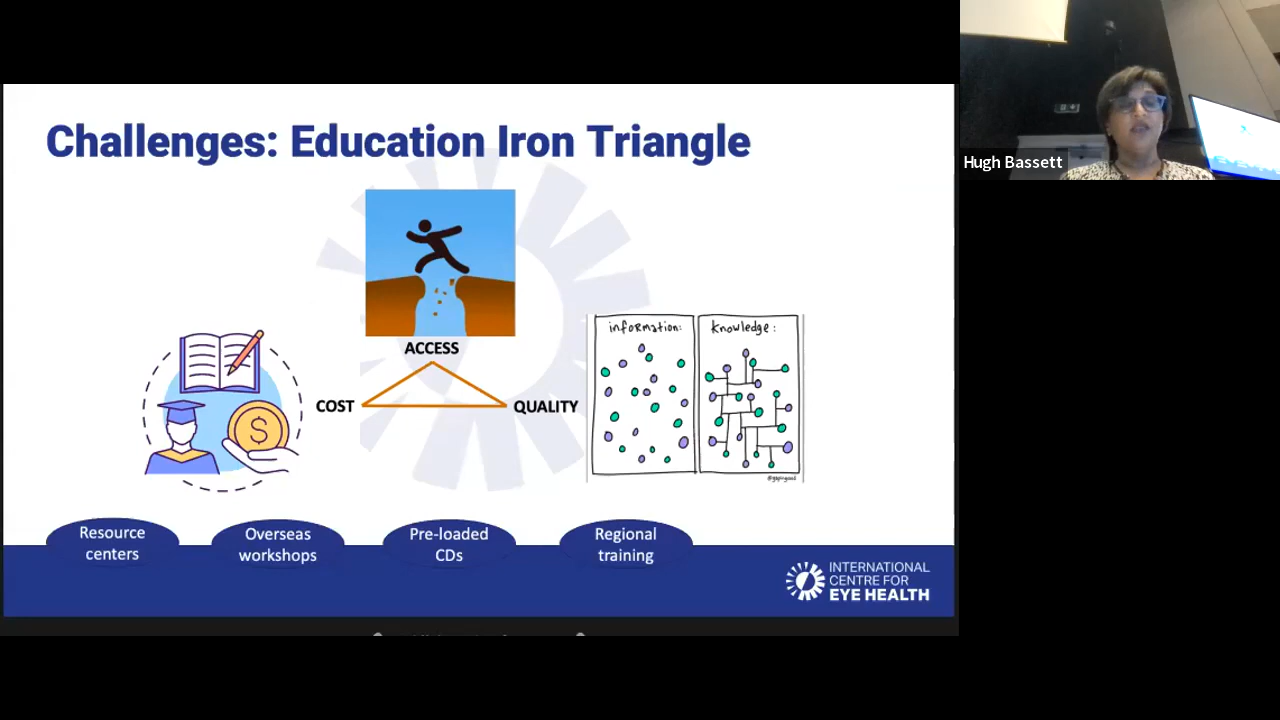 Challenges: Education Iron Triangle
Hugh Bassett
information:
knowledge:
ACCESS
COST
QUALITY
$
Resource
centers
Overseas
workshops
Pre-loaded
CDs
Regional
training
INTERNATIONAL
CENTRE FOR
EYE HEALTH